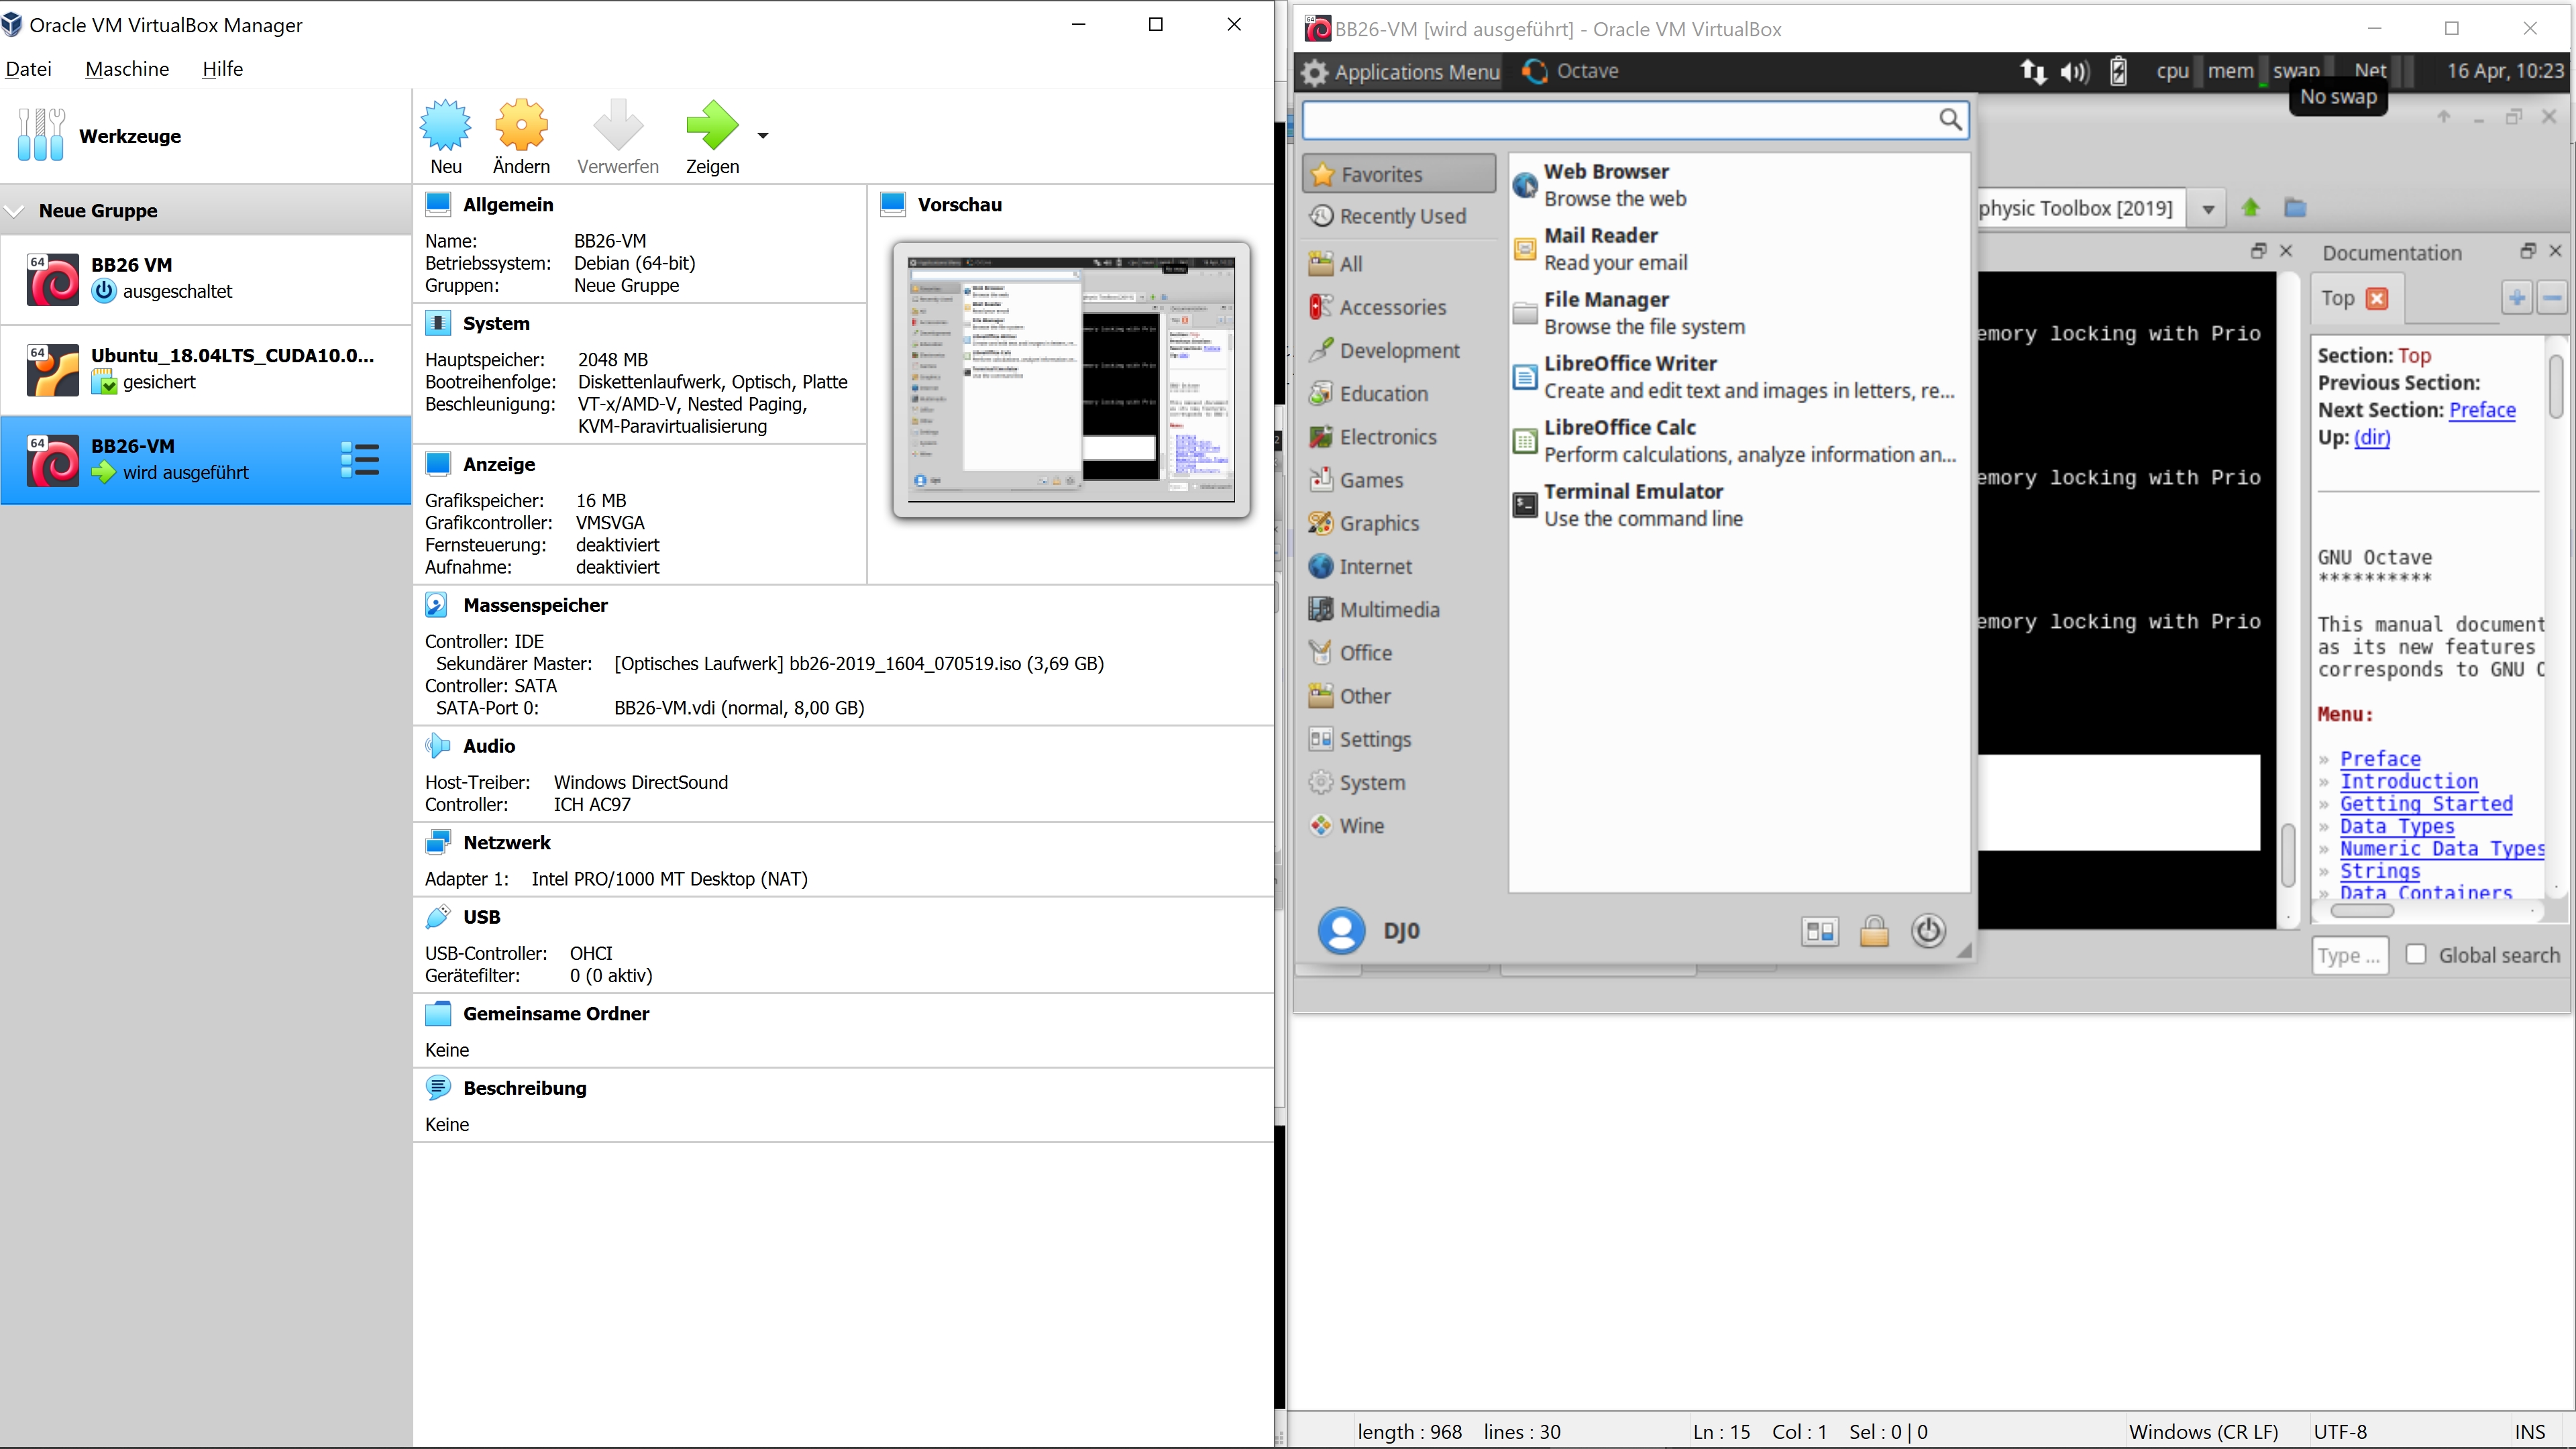 Oracle VM VirtualBox Manager
Datei Maschine Hilfe
Werkzeuge
Neu Ändern Verwerfen Zeigen
Neue Gruppe
64
BB26 VM
ausgeschaltet
64
Ubuntu_18.04LTS_CUDA10.0...
gesichert
64
BB26-VM
wird ausgeführt
Allgemein
Name: BB26-VM
Betriebssystem: Debian (64-bit)
Gruppen: Neue Gruppe
System
Hauptspeicher: 2048 MB
Bootreihenfolge: Diskettenlaufwerk, Optisch, Platte
Beschleunigung: VT-x/AMD-V, Nested Paging,
KVM-Paravirtualisierung
Anzeige
Grafikspeicher: 16 MB
Grafikcontroller: VMSVGA
Fernsteuerung: deaktiviert
Aufnahme: deaktiviert
Vorschau
Massenspeicher
Controller: IDE
Sekundärer Master: [Optisches Laufwerk] bb26-2019_1604_070519.iso (3,69 GB)
Controller: SATA
SATA-Port 0: BB26-VM.vdi (normal, 8,00 GB)
Audio
Host-Treiber: Windows DirectSound
Controller: ICH AC97
Netzwerk
Adapter 1: Intel PRO/1000 MT Desktop (NAT)
USB
USB-Controller: OHCI
Gerätefilter: 0 (0 aktiv)
Gemeinsame Ordner
Keine
Beschreibung
Keine
BB26-VM [wird ausgeführt] - Oracle VM VirtualBox
Applications Menu Octave cpu mem swap Net 16 Apr, 10:23
No swap
Favorites
Recently Used
All
Accessories
Development
Education
Electronics
Games
Graphics
Internet
Multimedia
Office
Other
Settings
System
Wine
Web Browser
Browse the web
Mail Reader
Read your email
File Manager
Browse the file system
LibreOffice Writer
Create and edit text and images in letters, re...
LibreOffice Calc
Perform calculations, analyze information an...
Terminal Emulator
Use the command line
DJ0
physic Toolbox [2019]
emory locking with Prio
emory locking with Prio
emory locking with Prio
Documentation
Top
Section: Top
Previous Section:
Next Section: Preface
Up: (dir)
GNU Octave
**********
This manual document
as its new features
corresponds to GNU O
Menu:
» Preface
» Introduction
» Getting Started
» Data Types
» Numeric Data Types
» Strings
» Data Containers
Type ... Global search
length : 968 lines : 30 Ln : 15 Col : 1 Sel : 0 | 0 Windows (CR LF) UTF-8 INS